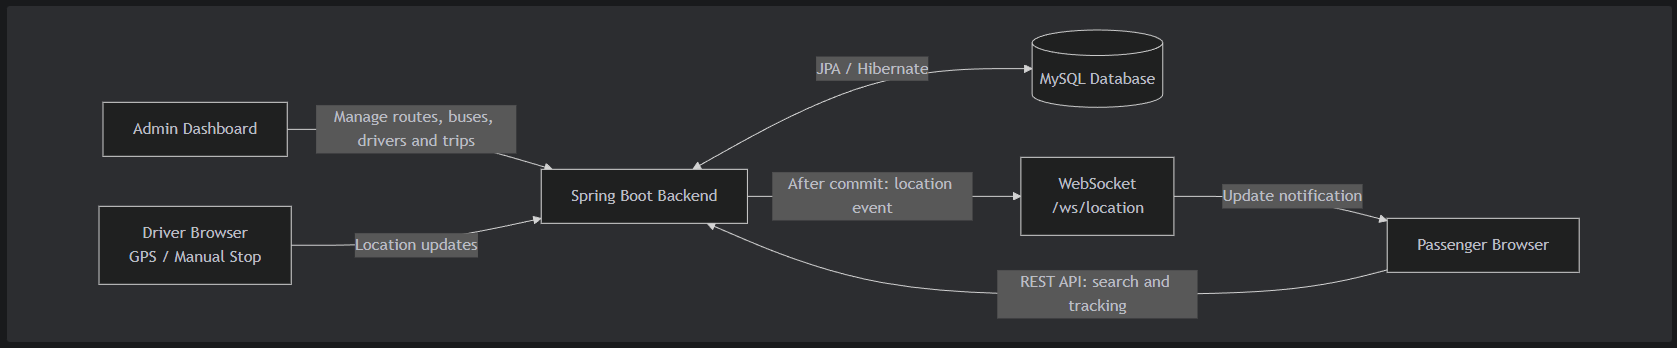 Admin Dashboard
Manage routes, buses,
drivers and trips
Driver Browser
GPS / Manual Stop
Location updates
Spring Boot Backend
JPA / Hibernate
MySQL Database
After commit: location
event
WebSocket
/ws/location
Update notification
Passenger Browser
REST API: search and
tracking